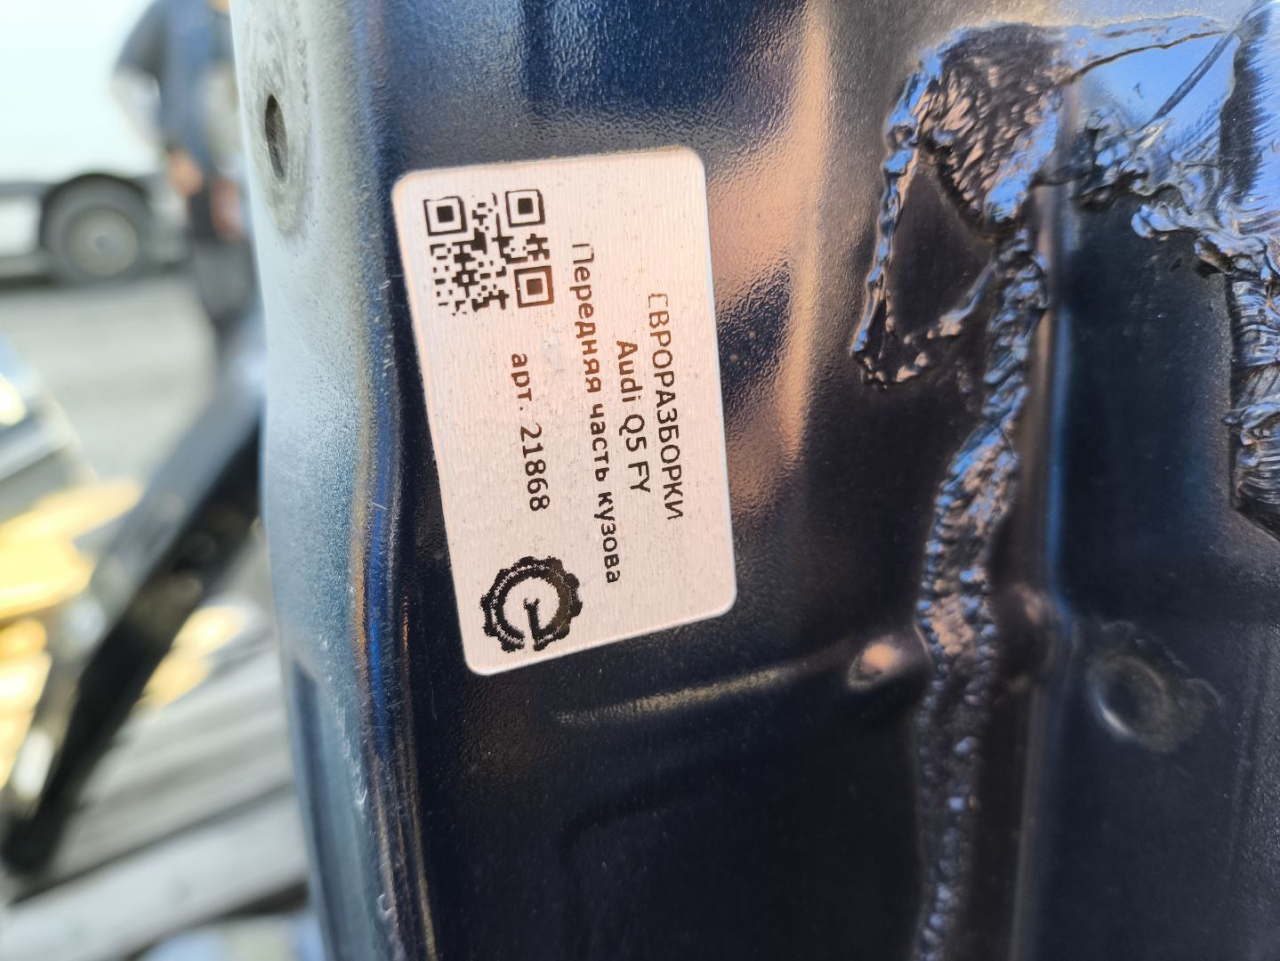 ЕВРОРАЗБОРКИ
Audi Q5 FY
Передняя часть кузова
арт. 21868